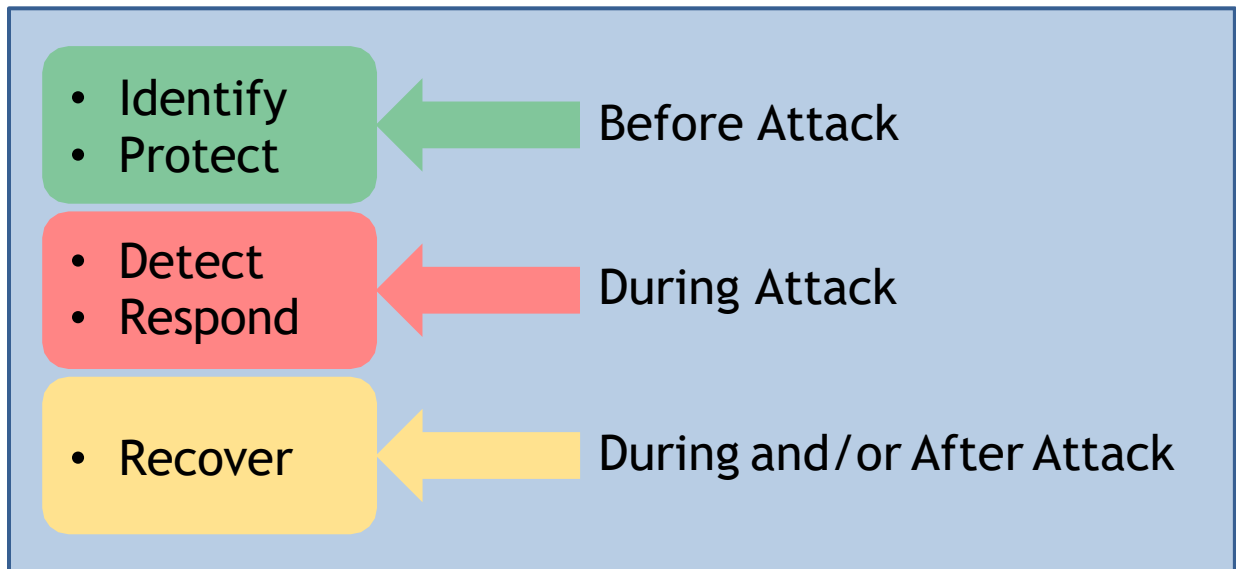 • Identify
• Protect
Before Attack
• Detect
• Respond
During Attack
• Recover
During and/or After Attack